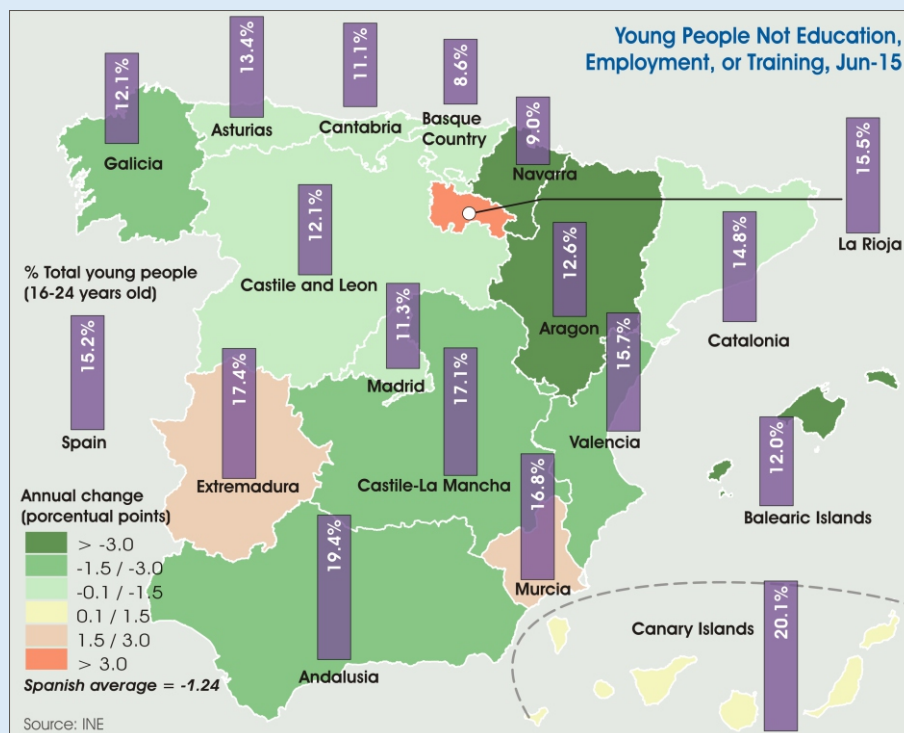 Young People Not Education,
Employment, or Training, Jun-15
12.1%
Galicia
13.4%
Asturias
11.1%
Cantabria
8.6%
Basque
Country
9.0%
Navarra
15.5%
La Rioja
12.1%
Castile and Leon
12.6%
Aragon
14.8%
Catalonia
% Total young people
(16-24 years old)
15.2%
Spain
11.3%
Madrid
15.7%
Valencia
17.4%
Extremadura
17.1%
Castile-La Mancha
12.0%
Balearic Islands
16.8%
Murcia
19.4%
Andalusia
20.1%
Canary Islands
Annual change
(porcentual points)
> -3.0
-1.5 / -3.0
-0.1 / -1.5
0.1 / 1.5
1.5 / 3.0
> 3.0
Spanish average = -1.24
Source: INE